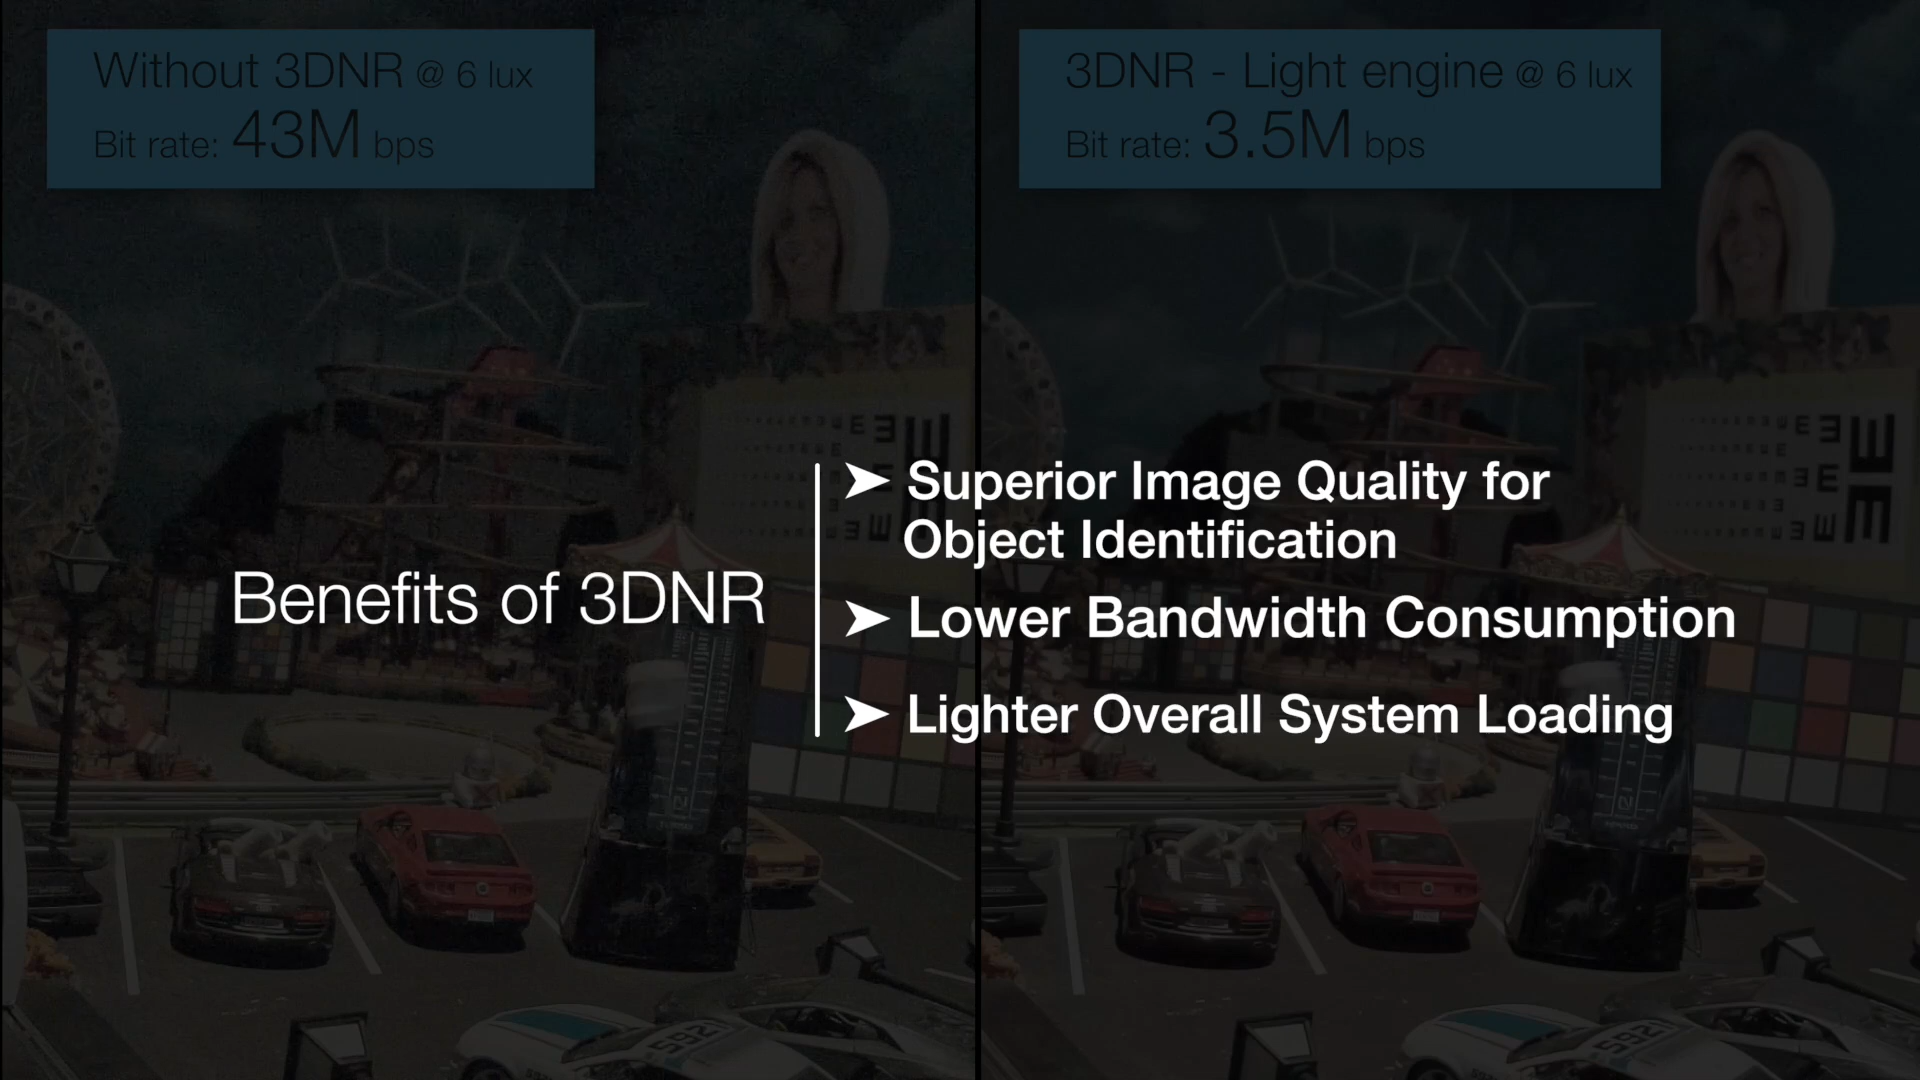 Without 3DNR @ 6 lux
Bit rate: 43M bps
3DNR - Light engine @ 6 lux
Bit rate: 3.5M bps
Benefits of 3DNR
➤ Superior Image Quality for
Object Identification
➤ Lower Bandwidth Consumption
➤ Lighter Overall System Loading